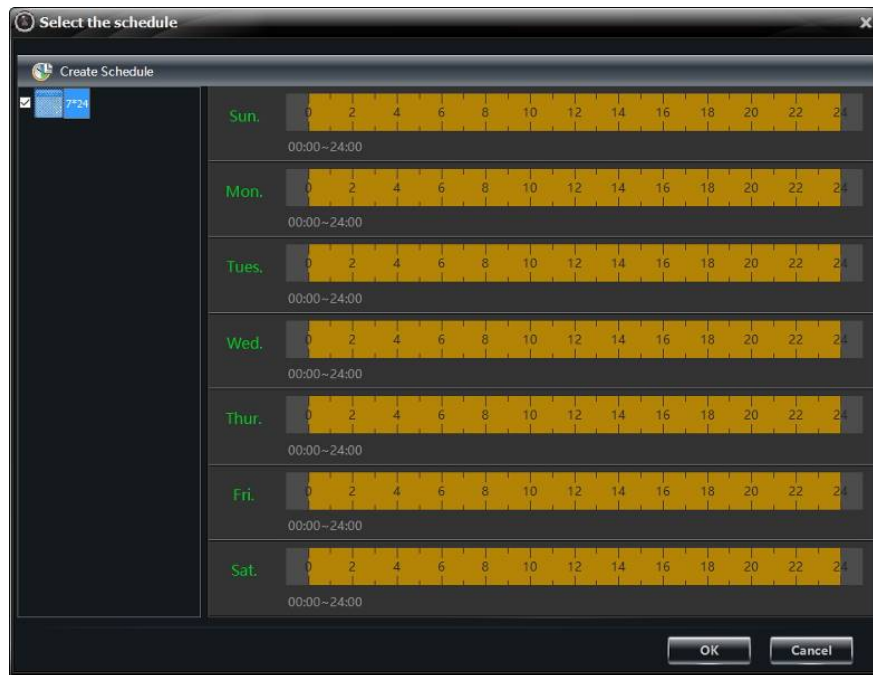 Select the schedule
Create Schedule
7*24
Sun. 0 2 4 6 8 10 12 14 16 18 20 22 24
00:00~24:00
Mon. 0 2 4 6 8 10 12 14 16 18 20 22 24
00:00~24:00
Tues. 0 2 4 6 8 10 12 14 16 18 20 22 24
00:00~24:00
Wed. 0 2 4 6 8 10 12 14 16 18 20 22 24
00:00~24:00
Thur. 0 2 4 6 8 10 12 14 16 18 20 22 24
00:00~24:00
Fri. 0 2 4 6 8 10 12 14 16 18 20 22 24
00:00~24:00
Sat. 0 2 4 6 8 10 12 14 16 18 20 22 24
00:00~24:00
OK Cancel